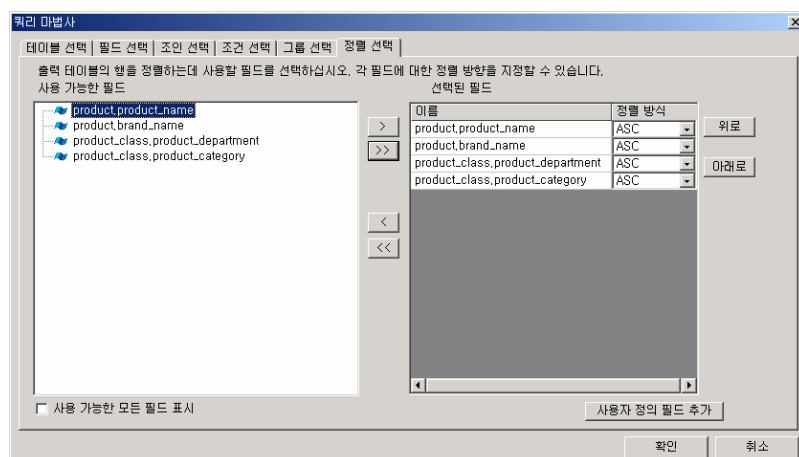 쿼리 마법사
테이블 선택 필드 선택 조인 선택 조건 선택 그룹 선택 정렬 선택
출력 테이블의 행을 정렬하는데 사용할 필드를 선택하십시오. 각 필드에 대한 정렬 방향을 지정할 수 있습니다.
사용 가능한 필드
product.product_name
product.brand_name
product_class.product_department
product_class.product_category
>
>>
<
<<
선택된 필드
이름 정렬 방식
product.product_name ASC
product.brand_name ASC
product_class.product_department ASC
product_class.product_category ASC
위로
아래로
사용 가능한 모든 필드 표시
사용자 정의 필드 추가
확인 취소